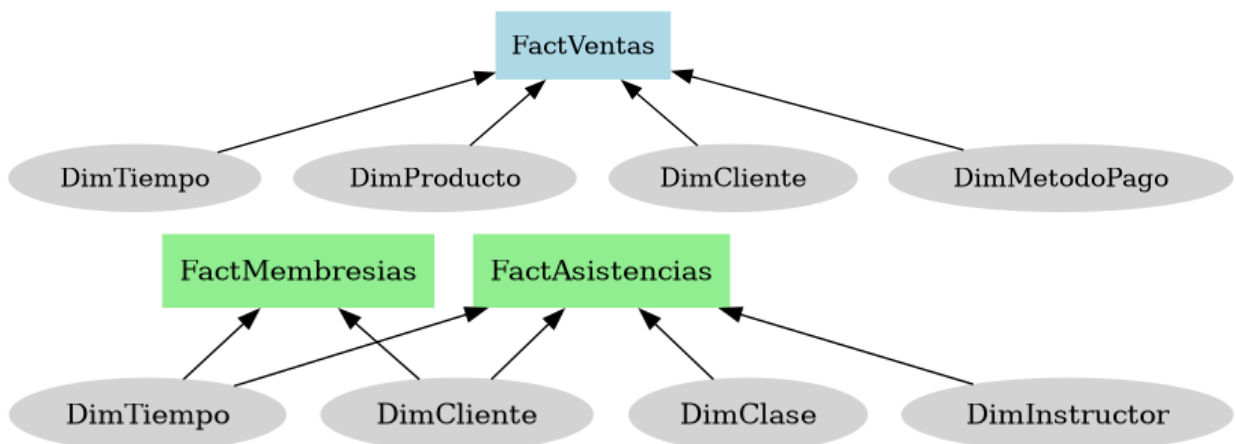 FactVentas
DimTiempo DimProducto DimCliente DimMetodoPago
FactMembresias FactAsistencias
DimTiempo DimCliente DimClase DimInstructor